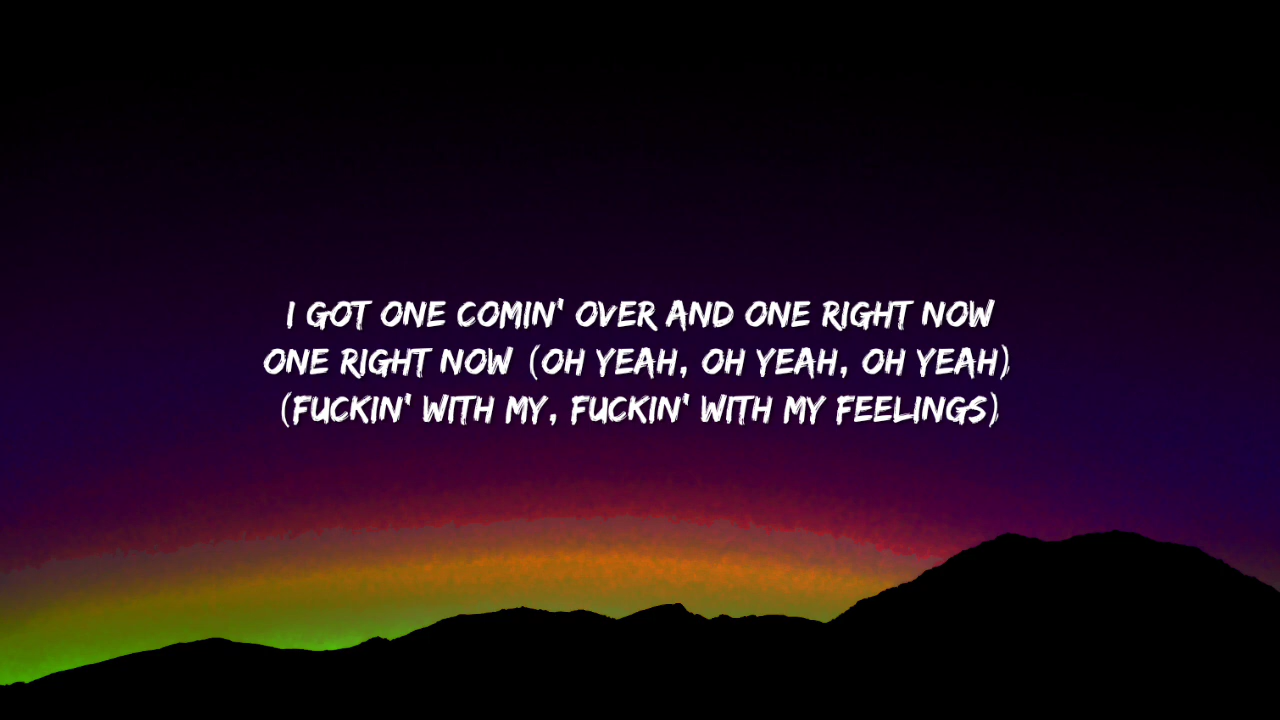 I GOT ONE COMIN' OVER AND ONE RIGHT NOW
ONE RIGHT NOW (OH YEAH, OH YEAH, OH YEAH)
(FUCKIN' WITH MY, FUCKIN' WITH MY FEELINGS)